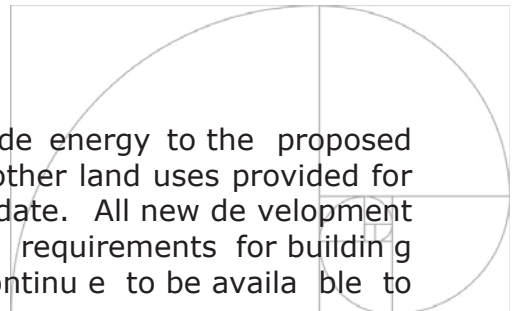 de energy to the proposed
other land uses provided for
date. All new de velopment
requirements for buildin g
ontinu e to be availa ble to